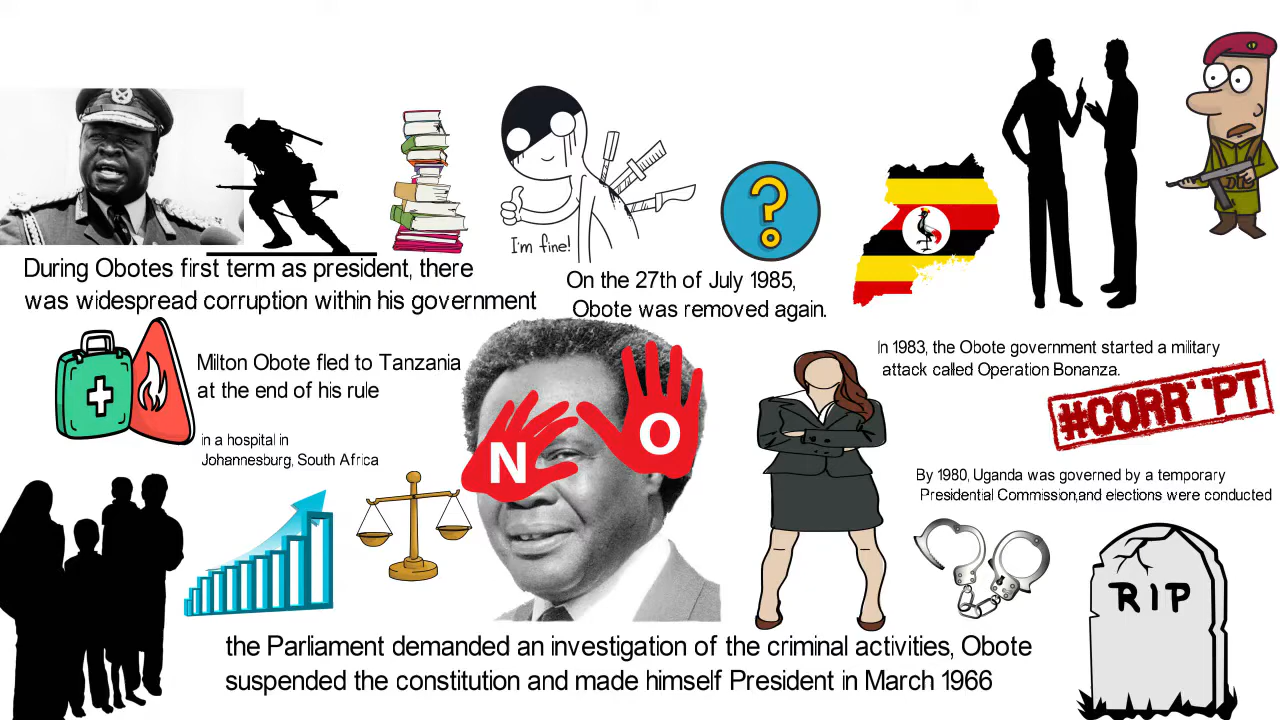 I'm fine!
During Obotes first term as president, there
was widespread corruption within his government
On the 27th of July 1985,
Obote was removed again.
Milton Obote fled to Tanzania
at the end of his rule
in a hospital in
Johannesburg, South Africa
N O
In 1983, the Obote government started a military
attack called Operation Bonanza.
By 1980, Uganda was governed by a temporary
Presidential Commission,and elections were conducted
RIP
the Parliament demanded an investigation of the criminal activities, Obote
suspended the constitution and made himself President in March 1966